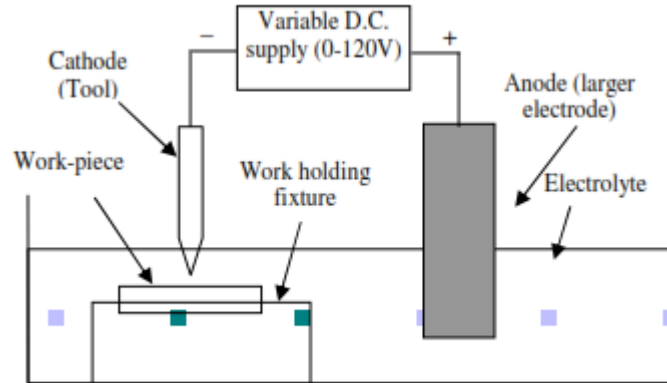 Variable D.C.
supply (0-120V)
–
+
Cathode
(Tool)
Anode (larger
electrode)
Work-piece
Work holding
fixture
Electrolyte